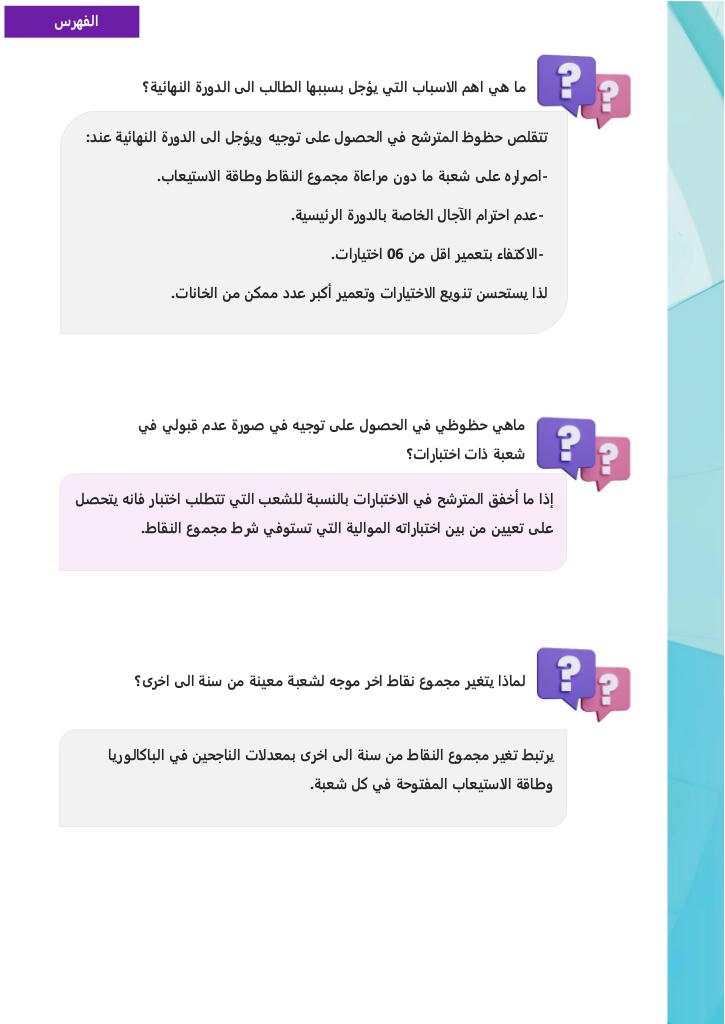 الفهرس
ما هي اهم الاسباب التي يؤجل بسببها الطالب الى الدورة النهائية؟
تتقلص حظوظ المترشح في الحصول على توجيه ويؤجل الى الدورة النهائية عند:
-اصراره على شعبة ما دون مراعاة مجموع النقاط وطاقة الاستيعاب.
-عدم احترام الآجال الخاصة بالدورة الرئيسية.
-الاكتفاء بتعمير اقل من 06 اختيارات.
لذا يستحسن تنويع الاختيارات وتعمير أكبر عدد ممكن من الخانات.
ماهي حظوظي في الحصول على توجيه في صورة عدم قبولي في
شعبة ذات اختبارات؟
إذا ما أخفق المترشح في الاختبارات بالنسبة للشعب التي تتطلب اختبار فانه يتحصل
على تعيين من بين اختباراته الموالية التي تستوفي شرط مجموع النقاط.
لماذا يتغير مجموع نقاط اخر موجه لشعبة معينة من سنة الى اخرى؟
يرتبط تغير مجموع النقاط من سنة الى اخرى بمعدلات الناجحين في الباكالوريا
وطاقة الاستيعاب المفتوحة في كل شعبة.